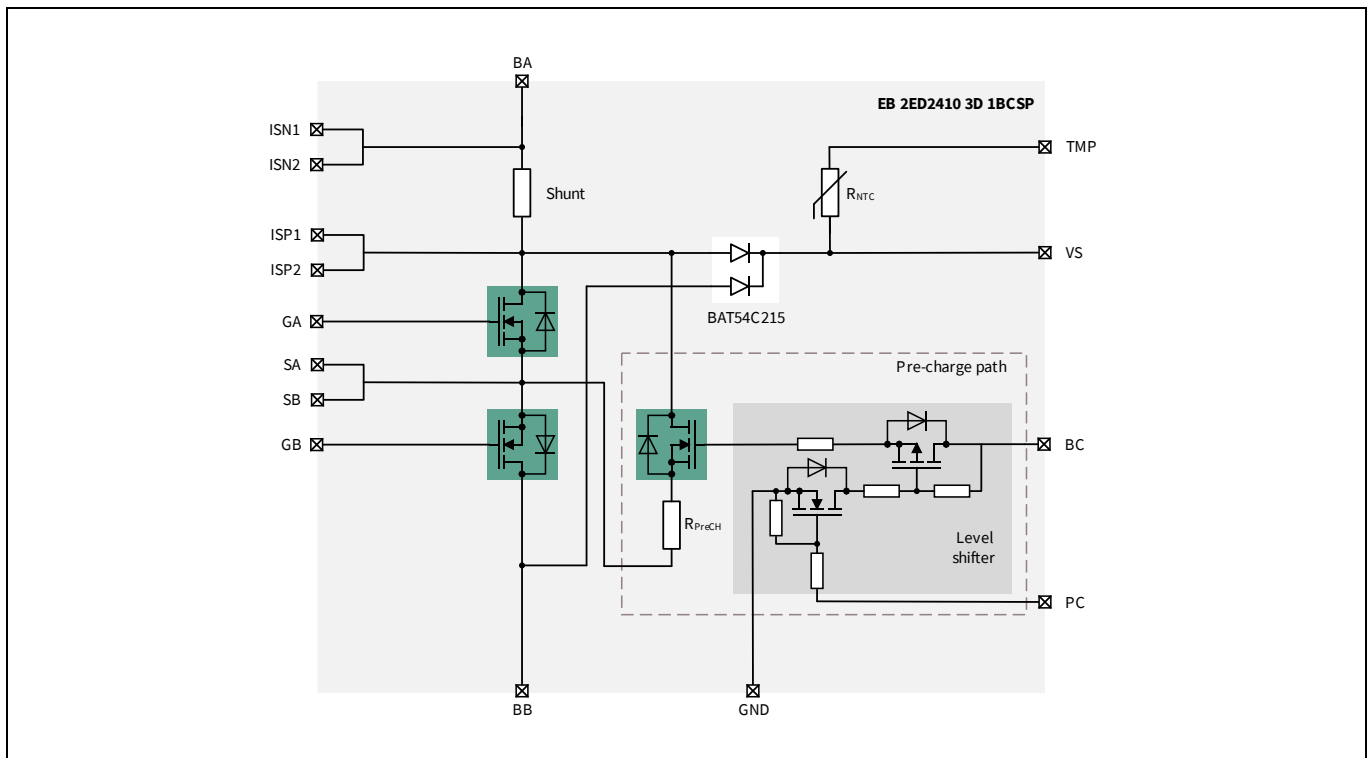 BA
EB 2ED2410 3D 1BCSP
ISN1
TMP
ISN2
Shunt
RNTC
ISP1
VS
ISP2
BAT54C215
GA
SA
Pre-charge path
SB
GB
BC
RPreCH
Level
shifter
PC
BB
GND